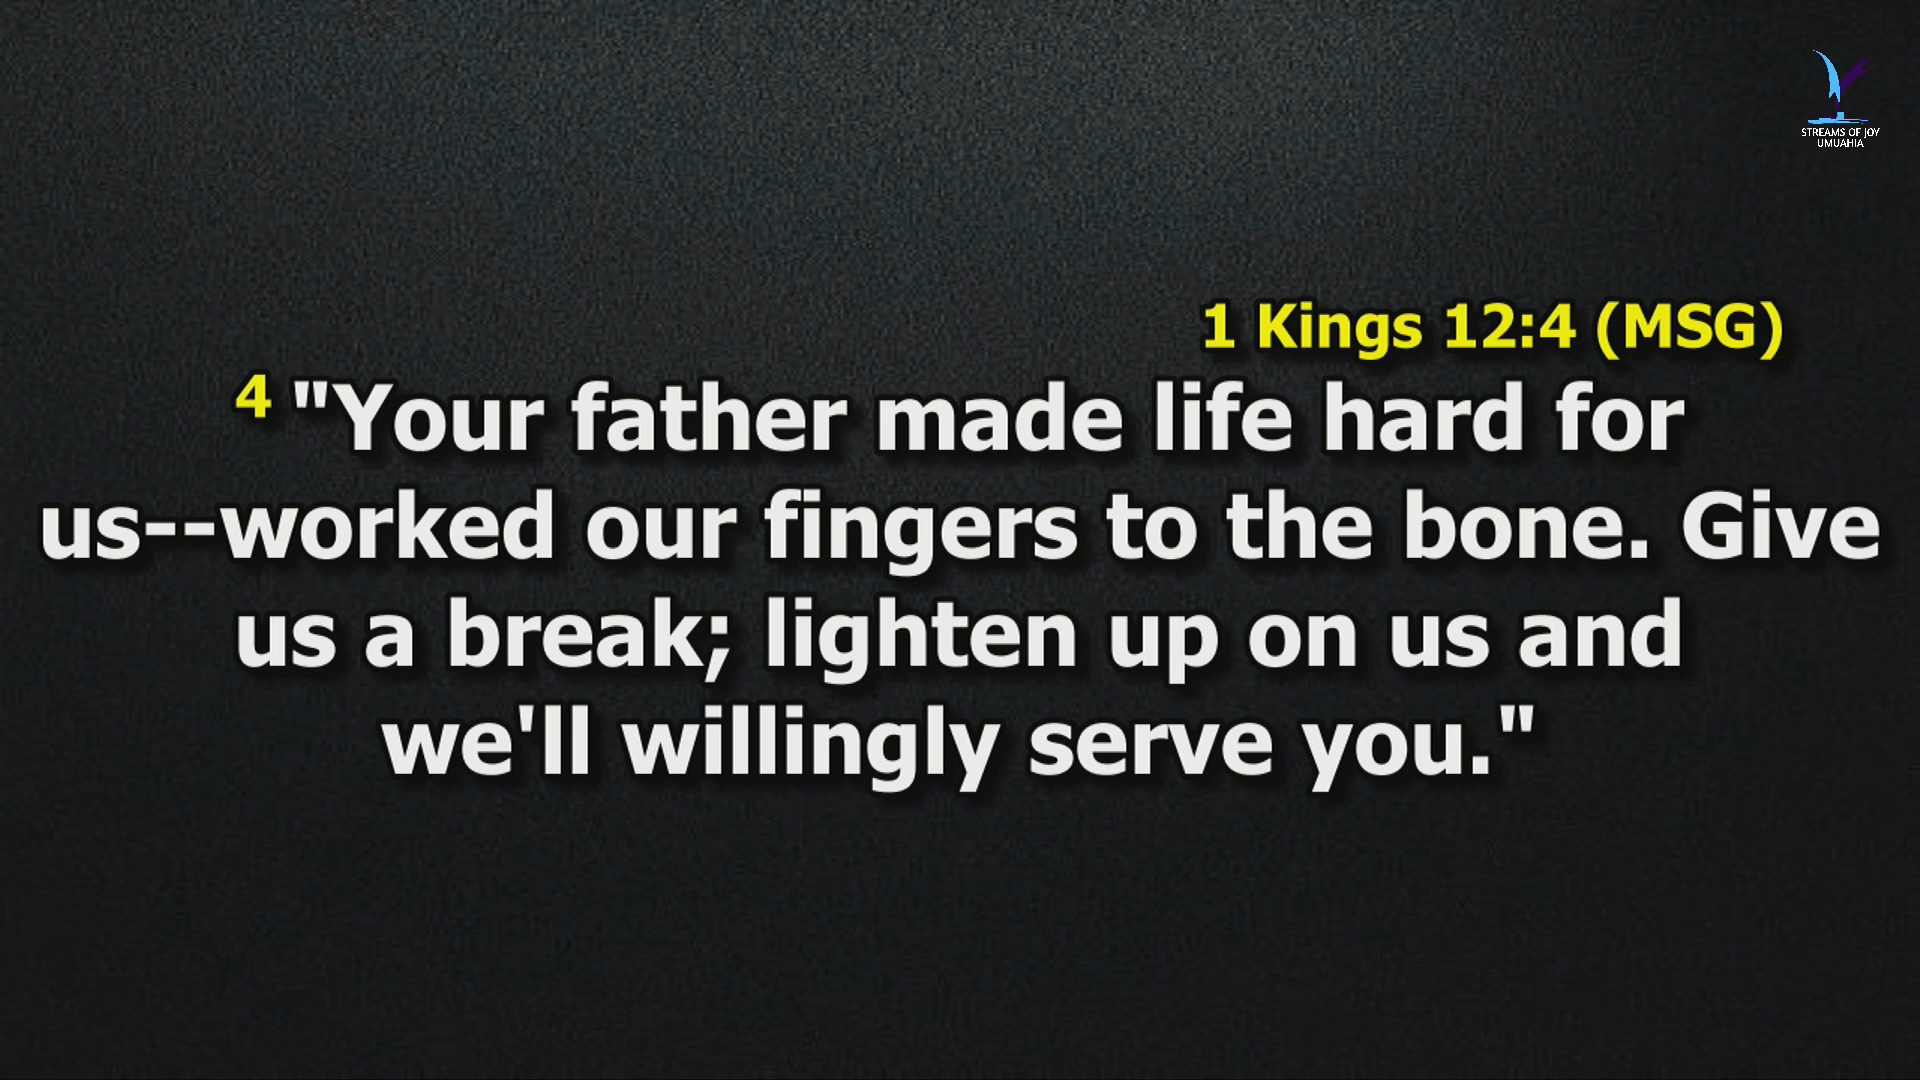 STREAMS OF JOY
UMUAHIA
1 Kings 12:4 (MSG)
4 "Your father made life hard for
us--worked our fingers to the bone. Give
us a break; lighten up on us and
we'll willingly serve you."